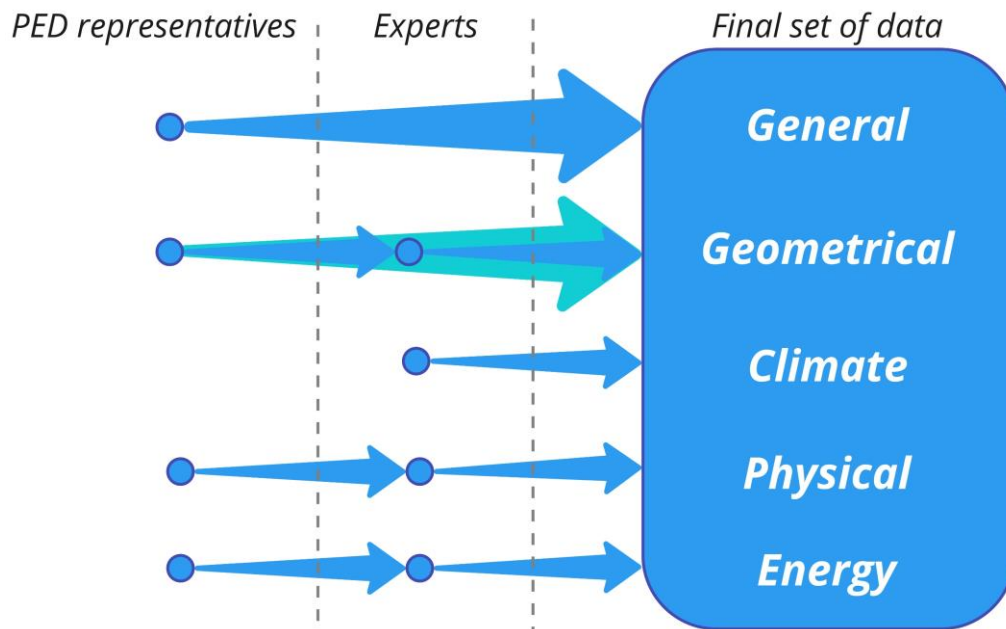 PED representatives
Experts
Final set of data
General
Geometrical
Climate
Physical
Energy